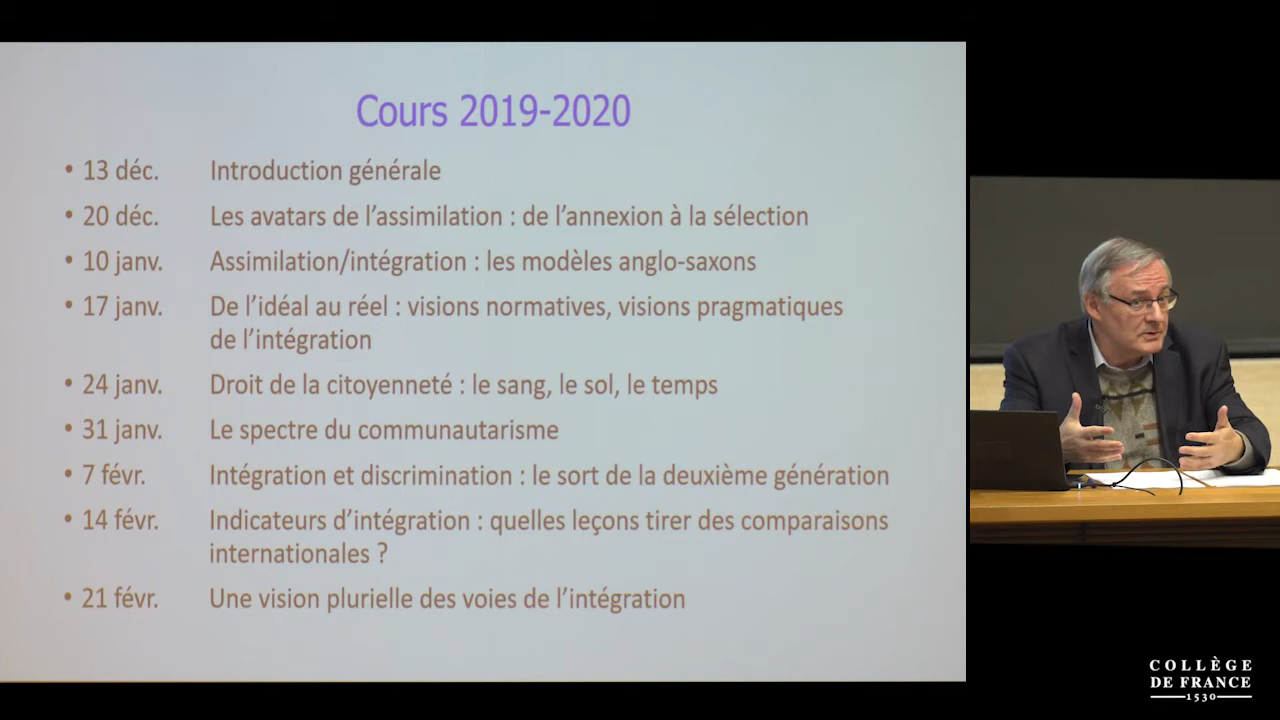 Cours 2019-2020
• 13 déc. Introduction générale
• 20 déc. Les avatars de l’assimilation : de l’annexion à la sélection
• 10 janv. Assimilation/intégration : les modèles anglo-saxons
• 17 janv. De l’idéal au réel : visions normatives, visions pragmatiques
de l’intégration
• 24 janv. Droit de la citoyenneté : le sang, le sol, le temps
• 31 janv. Le spectre du communautarisme
• 7 févr. Intégration et discrimination : le sort de la deuxième génération
• 14 févr. Indicateurs d’intégration : quelles leçons tirer des comparaisons
internationales ?
• 21 févr. Une vision plurielle des voies de l’intégration
COLLÈGE
DE FRANCE
1530